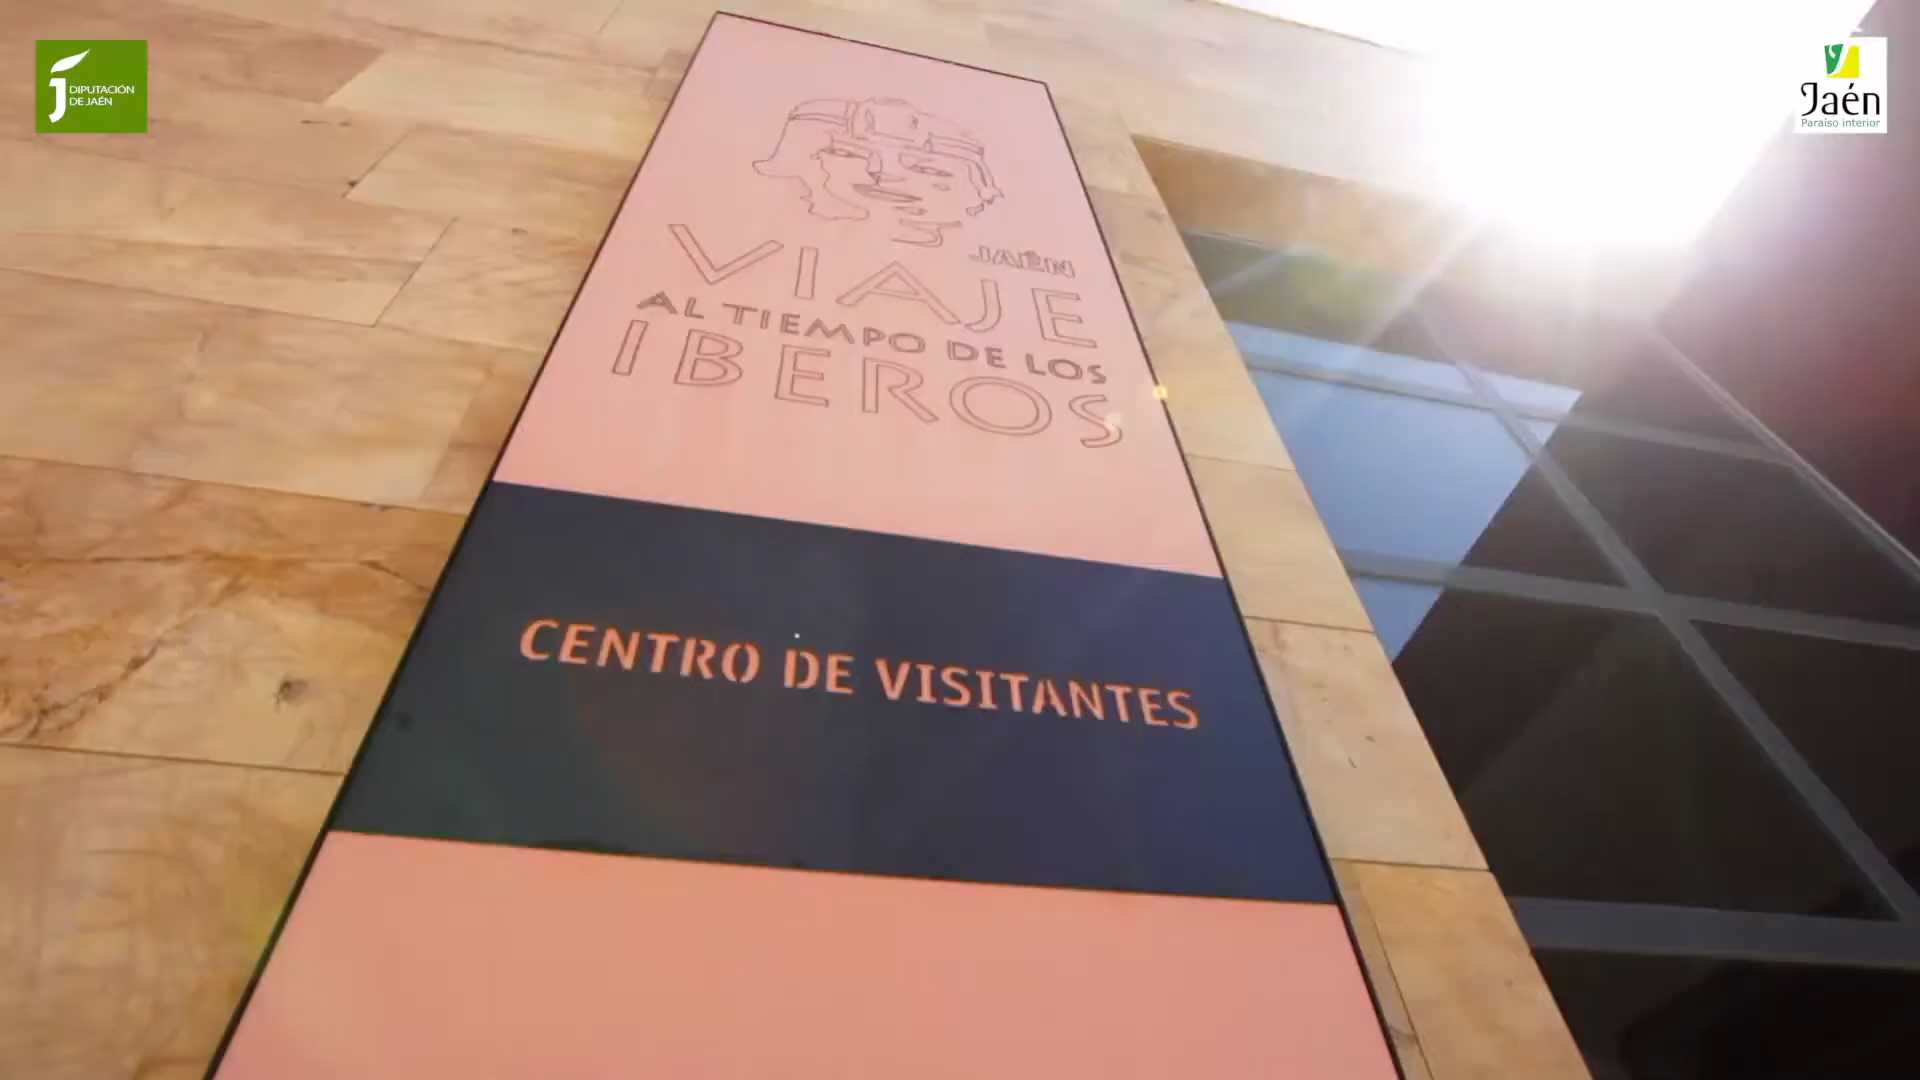 DIPUTACIÓN
DE JAÉN
Jaén
Paraíso interior
JAÉN
VIAJE
AL TIEMPO DE LOS
IBEROS
CENTRO DE VISITANTES